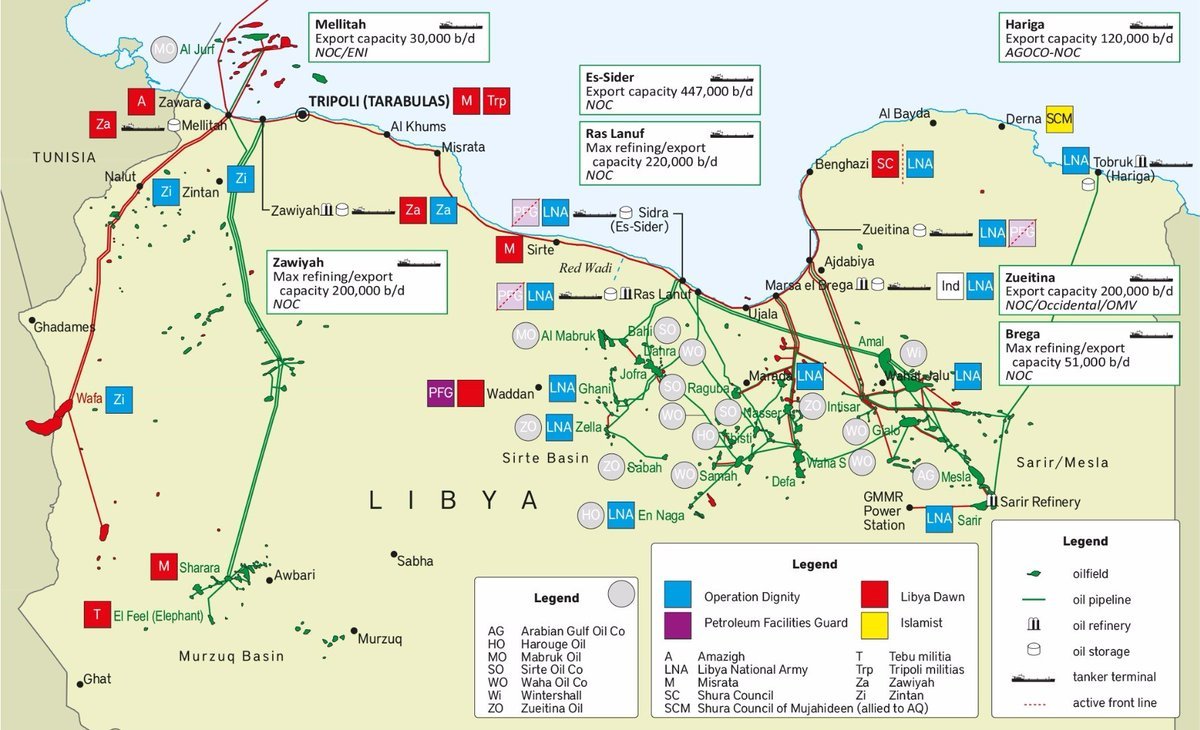 Mellitah
Export capacity 30,000 b/d
NOC/ENI
Hariga
Export capacity 120,000 b/d
AGOCO-NOC
MO Al Jurf
Es-Sider
Export capacity 447,000 b/d
NOC
A Zawara
TRIPOLI (TARABULAS) M Trp
Za Mellitah
Al Khums
Ras Lanuf
Max refining/export
capacity 220,000 b/d
NOC
Al Bayda
Derna SCM
TUNISIA
Misrata
Benghazi SC LNA
LNA Tobruk
(Hariga)
Nalut
Zi Zintan Zi
Zawiyah Za Za
PFG LNA Sidra
(Es-Sider)
Zueitina LNA PFG
M Sirte
Red Wadi
Zawiyah
Max refining/export
capacity 200,000 b/d
NOC
Ajdabiya
Zueitina
Export capacity 200,000 b/d
NOC/Occidental/OMV
PFG LNA Ras Lanuf
Marsa el Brega Ind LNA
Ujala
Ghadames
MO Al Mabruk
Bahi SO
Dahra WO
Amal Wi
Brega
Max refining/export
capacity 51,000 b/d
NOC
Jofra
Wafa Zi
PFG Waddan LNA Ghani
SO Raguba
Marada LNA
Waha Jalu LNA
WO SO Nasser
ZO Intisar
ZO LNA Zella
HO Tbisti
WO Gialo
Sirte Basin
ZO Sabah
WO Samah
Waha S WO
Defa
AG Mesla
Sarir/Mesla
LIBYA
HO LNA En Naga
GMMR
Power
Station
Sarir Refinery
LNA Sarir
M Sharara
Sabha
Awbari
T El Feel (Elephant)
Murzuq
Murzuq Basin
Ghat
Legend
AG Arabian Gulf Oil Co
HO Harouge Oil
MO Mabruk Oil
SO Sirte Oil Co
WO Waha Oil Co
Wi Wintershall
ZO Zueitina Oil
Legend
Operation Dignity
Libya Dawn
Petroleum Facilities Guard
Islamist
A Amazigh
LNA Libya National Army
M Misrata
SC Shura Council
SCM Shura Council of Mujahideen (allied to AQ)
T Tebu militia
Trp Tripoli militias
Za Zawiyah
Zi Zintan
Legend
oilfield
oil pipeline
oil refinery
oil storage
tanker terminal
active front line